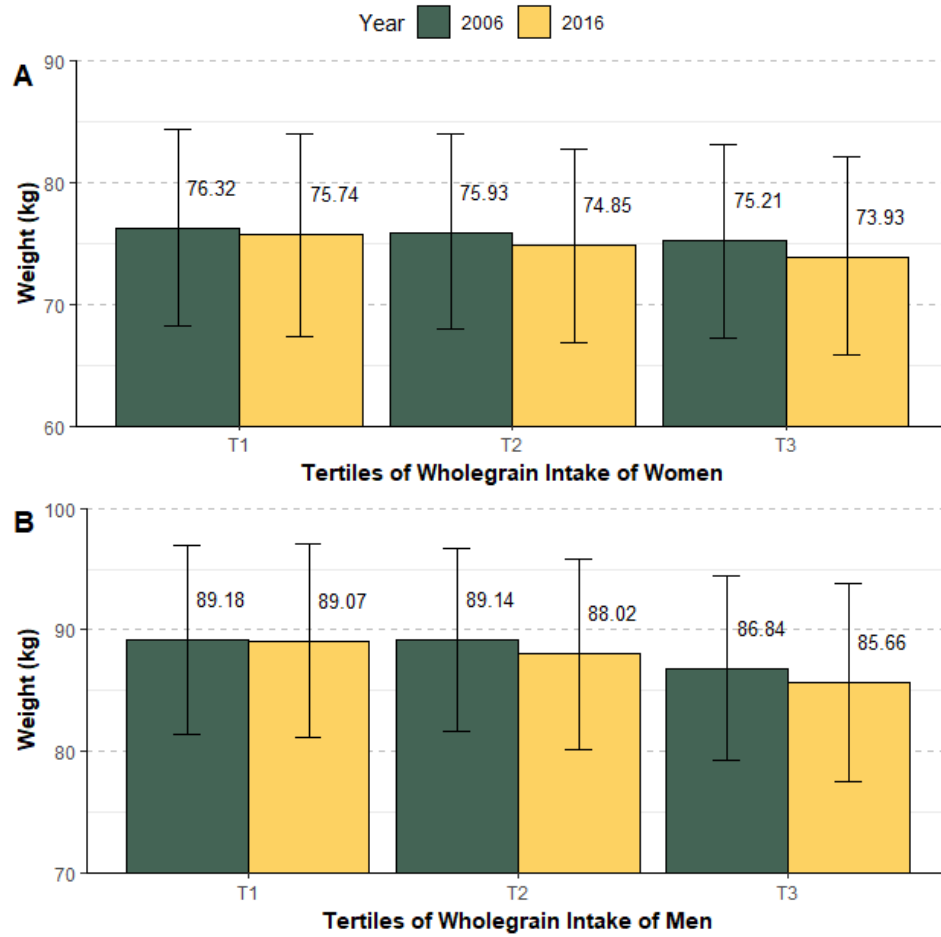 Year 2006 2016
A
90
80
70
60
Weight (kg)
76.32 75.74 75.93 74.85 75.21 73.93
T1 T2 T3
Tertiles of Wholegrain Intake of Women
B
100
90
80
70
Weight (kg)
89.18 89.07 89.14 88.02 86.84 85.66
T1 T2 T3
Tertiles of Wholegrain Intake of Men